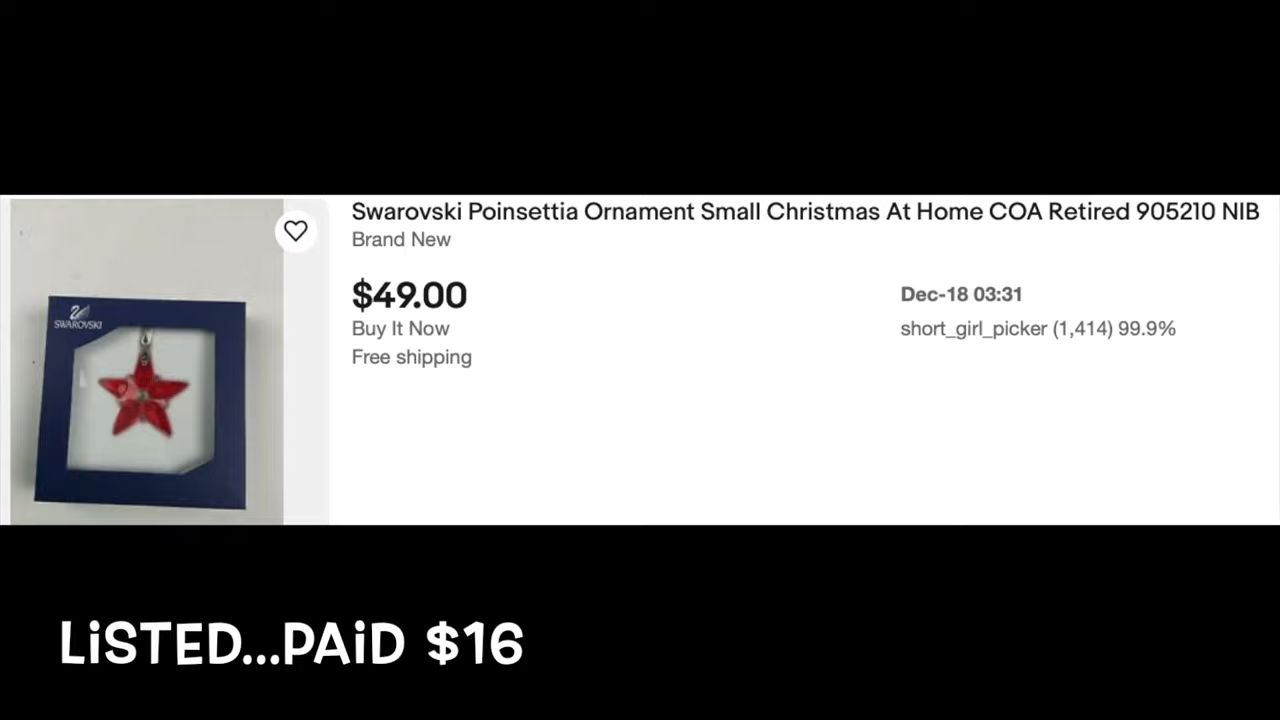 Swarovski Poinsettia Ornament Small Christmas At Home COA Retired 905210 NIB
Brand New
$49.00
Dec-18 03:31
Buy It Now
short_girl_picker (1,414) 99.9%
Free shipping
SWAROVSKI
LiSTED...PAiD $16